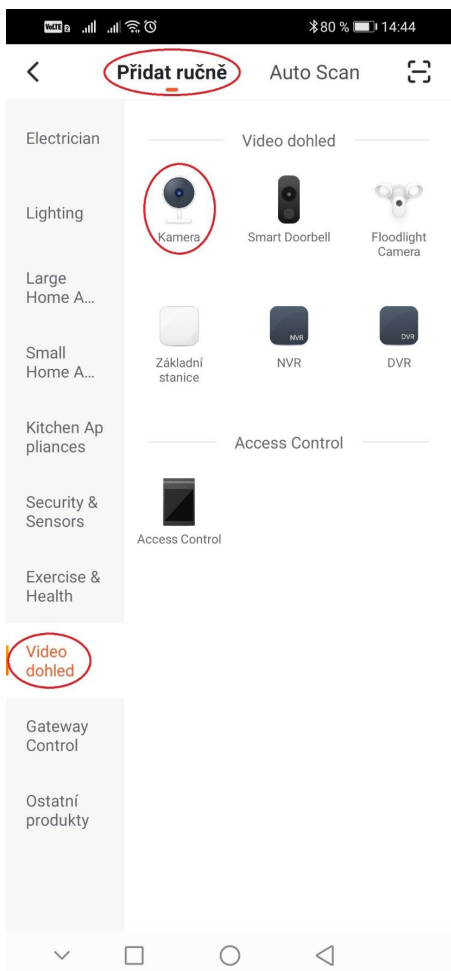 VoLTE 2 80 % 14:44
Přidat ručně Auto Scan
Electrician
Lighting
Large
Home A...
Small
Home A...
Kitchen Ap
pliances
Security &
Sensors
Exercise &
Health
Video
dohled
Gateway
Control
Ostatní
produkty
Video dohled
Kamera Smart Doorbell Floodlight
Camera
NVR DVR
Základní
stanice
NVR DVR
Access Control
Access Control